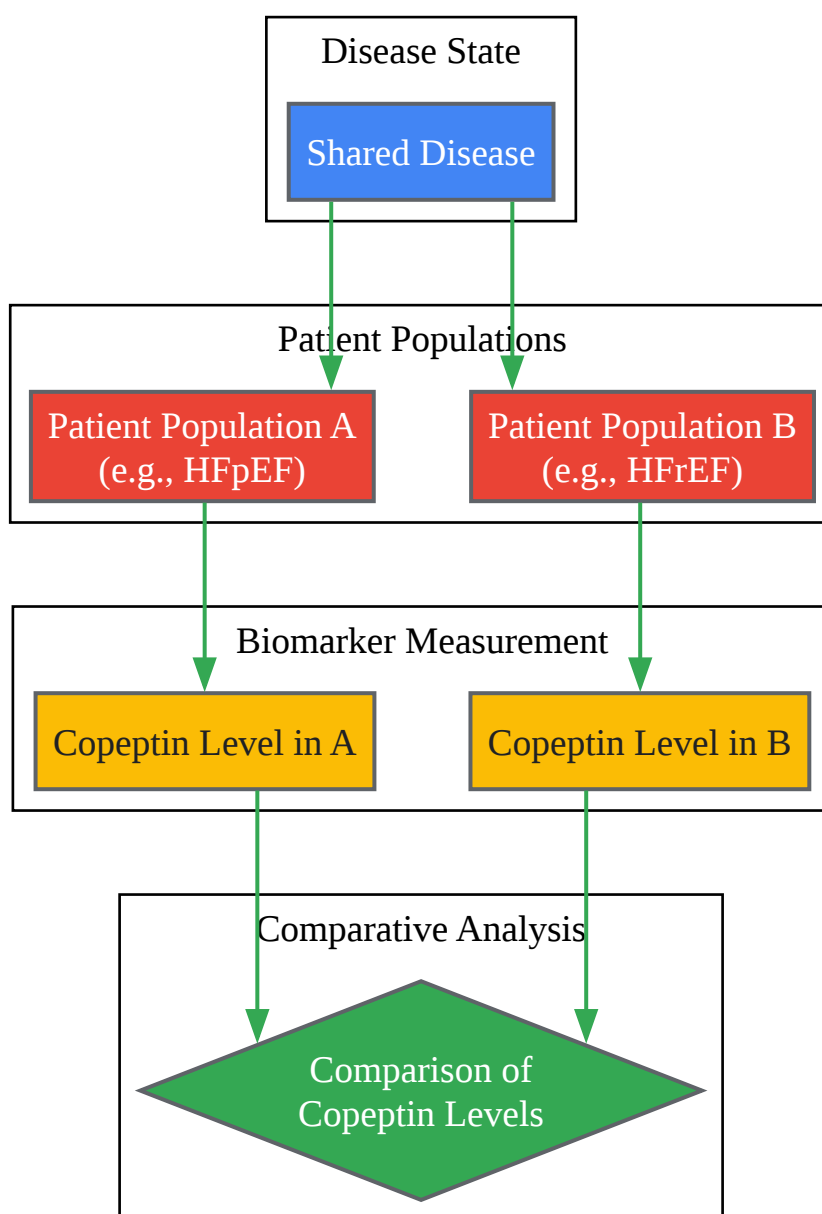 Disease State
Shared Disease
Patient Populations
Patient Population A
(e.g., HFpEF)
Patient Population B
(e.g., HFrEF)
Biomarker Measurement
Copeptin Level in A
Copeptin Level in B
Comparative Analysis
Comparison of
Copeptin Levels